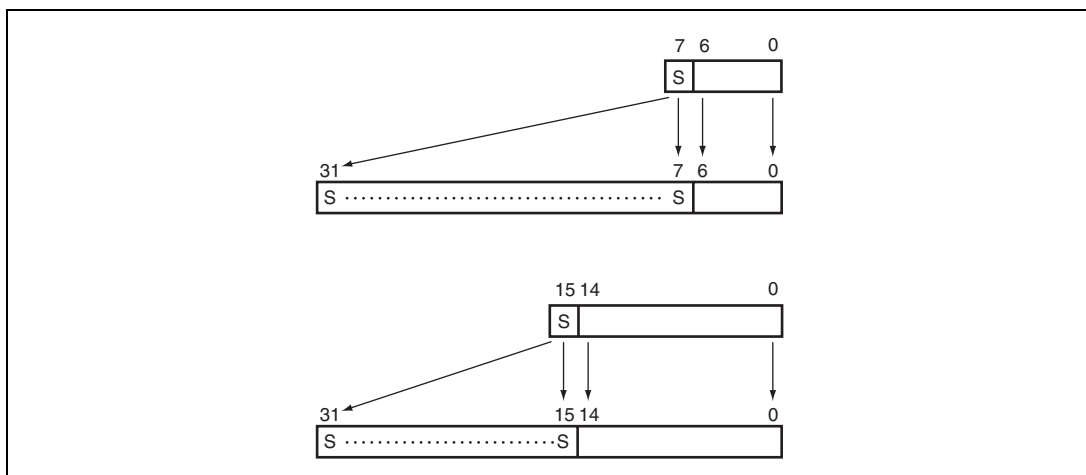 7 6 0
S
31 7 6 0
S ...................................... S
15 14 0
S
31 15 14 0
S ........................... S